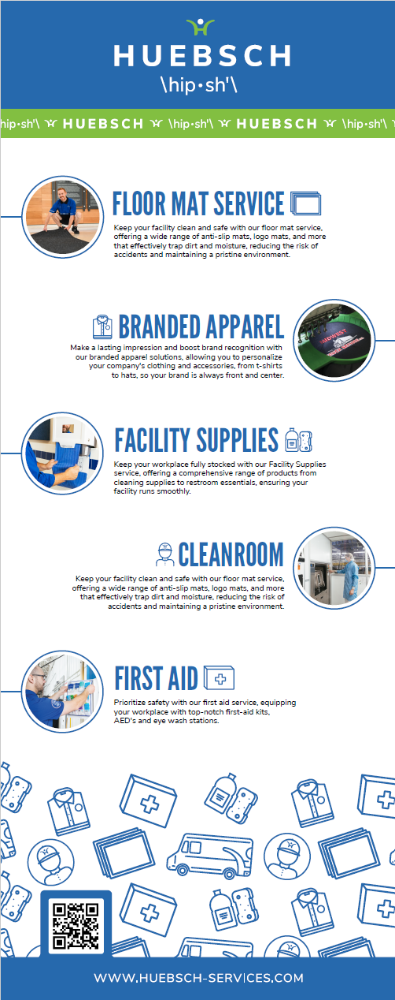 HUEBSCH
\hip•sh'\
hip•sh'\ HUEBSCH \hip•sh'\ HUEBSCH \hip•sh'\
FLOOR MAT SERVICE
Keep your facility clean and safe with our floor mat service,
offering a wide range of anti-slip mats, logo mats, and more
that effectively trap dirt and moisture, reducing the risk of
accidents and maintaining a pristine environment.
BRANDED APPAREL
Make a lasting impression and boost brand recognition with
our branded apparel solutions, allowing you to personalize
your company's clothing and accessories, from t-shirts
to hats, so your brand is always front and center.
MIDWEST
FACILITY SUPPLIES
Keep your workplace fully stocked with our Facility Supplies
service, offering a comprehensive range of products from
cleaning supplies to restroom essentials, ensuring your
facility runs smoothly.
CLEANROOM
Keep your facility clean and safe with our floor mat service,
offering a wide range of anti-slip mats, logo mats, and more
that effectively trap dirt and moisture, reducing the risk of
accidents and maintaining a pristine environment.
FIRST AID
Prioritize safety with our first aid service, equipping
your workplace with top-notch first-aid kits,
AED's and eye wash stations.
WWW.HUEBSCH-SERVICES.COM